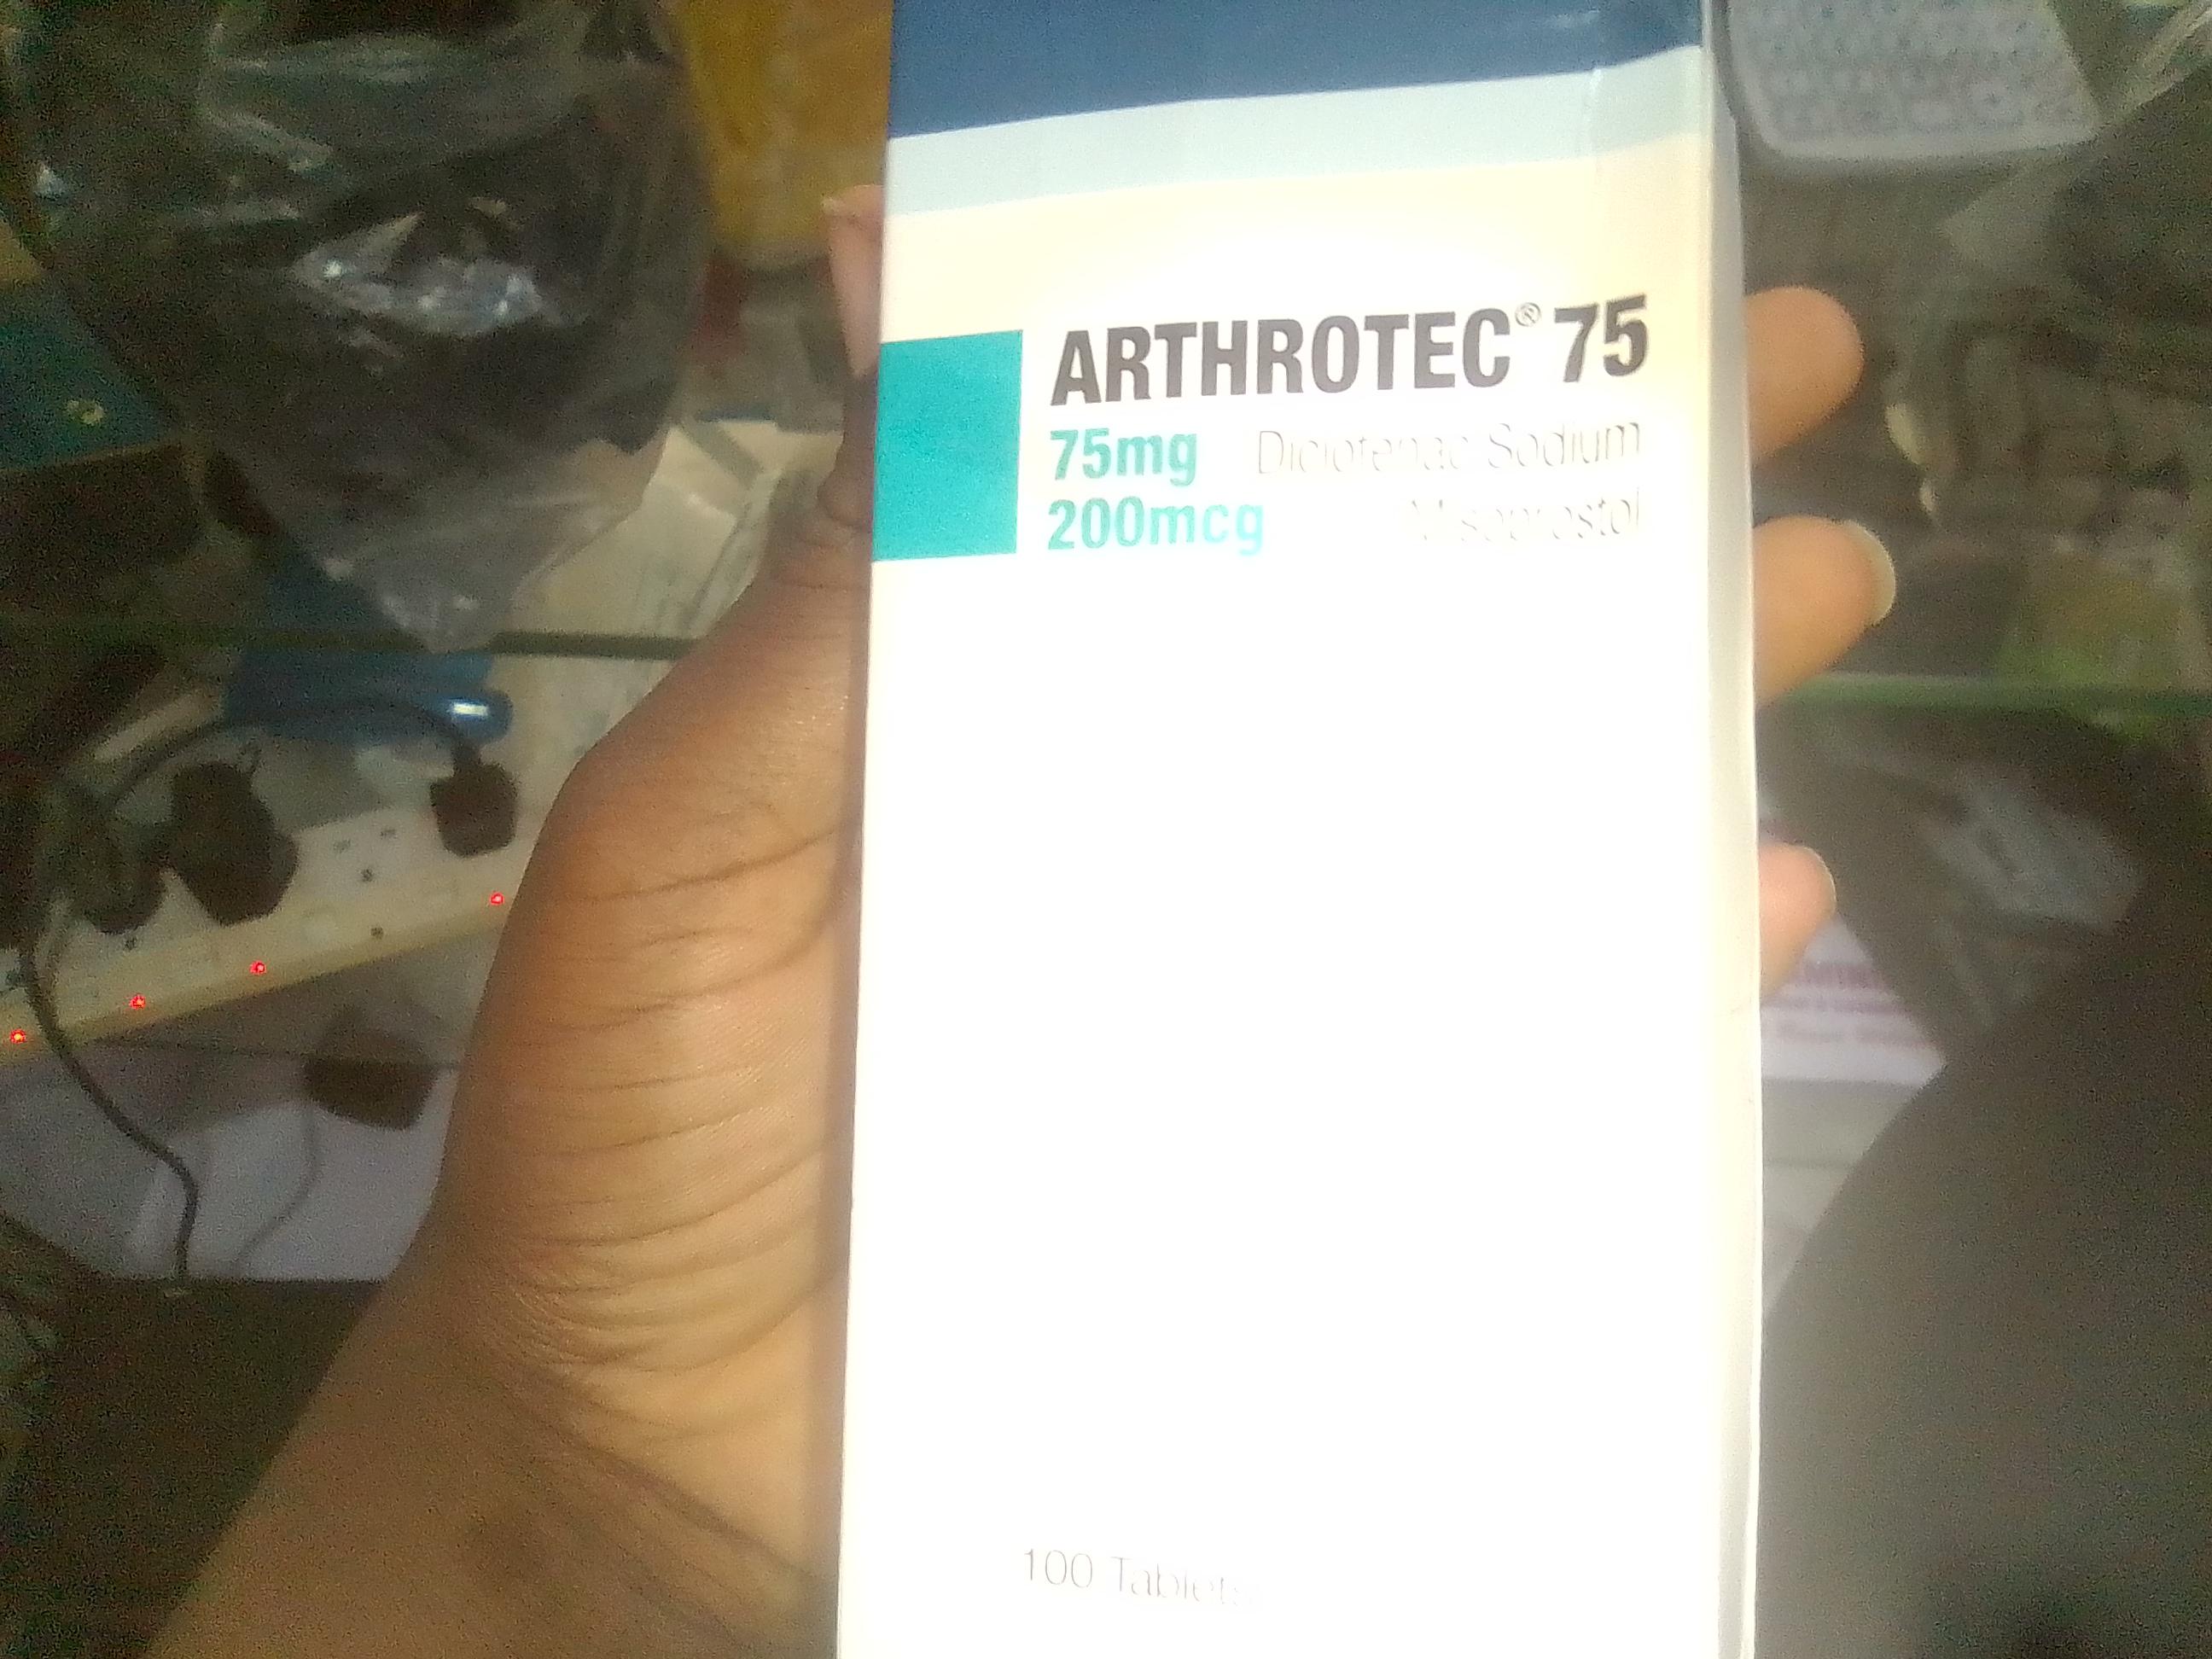 ARTHROTEC® 75
75mg Diclofenac Sodium
200mcg Misoprostol
100 Tablets